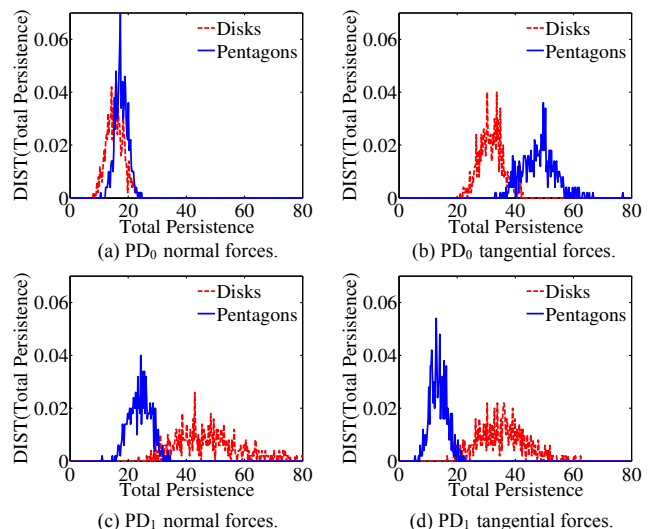 DIST(Total Persistence)
0.06
0.04
0.02
0
Disks
Pentagons
0 20 40 60 80
Total Persistence
(a) PD₀ normal forces.
DIST(Total Persistence)
0.06
0.04
0.02
0
Disks
Pentagons
0 20 40 60 80
Total Persistence
(b) PD₀ tangential forces.
DIST(Total Persistence)
0.06
0.04
0.02
0
Disks
Pentagons
0 20 40 60 80
Total Persistence
(c) PD₁ normal forces.
DIST(Total Persistence)
0.06
0.04
0.02
0
Disks
Pentagons
0 20 40 60 80
Total Persistence
(d) PD₁ tangential forces.